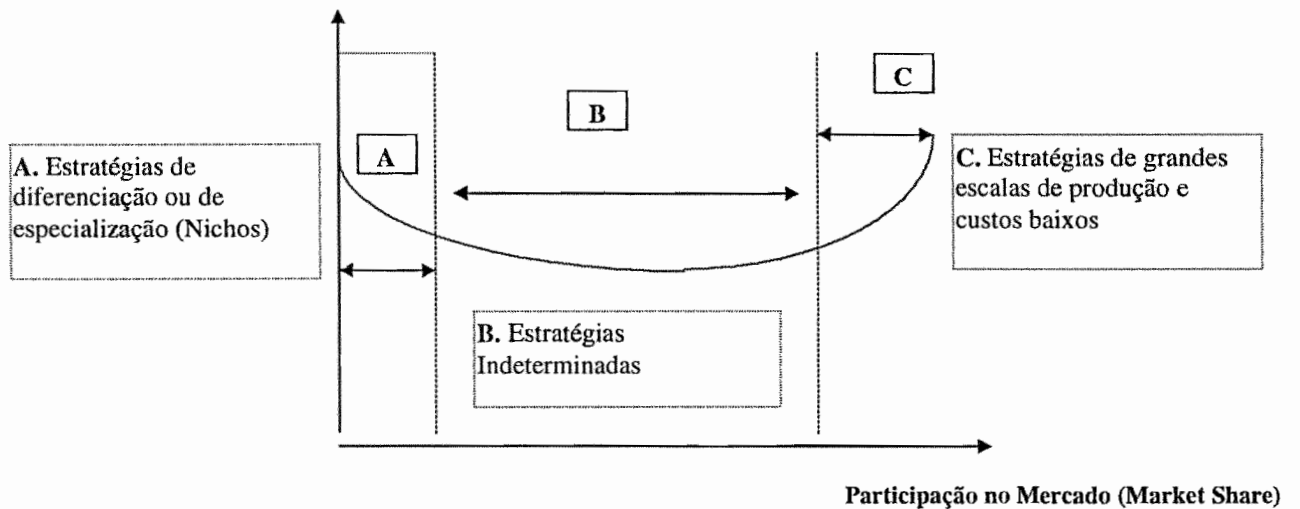 C
B
A
A. Estratégias de
diferenciação ou de
especialização (Nichos)
C. Estratégias de grandes
escalas de produção e
custos baixos
B. Estratégias
Indeterminadas
Participação no Mercado (Market Share)